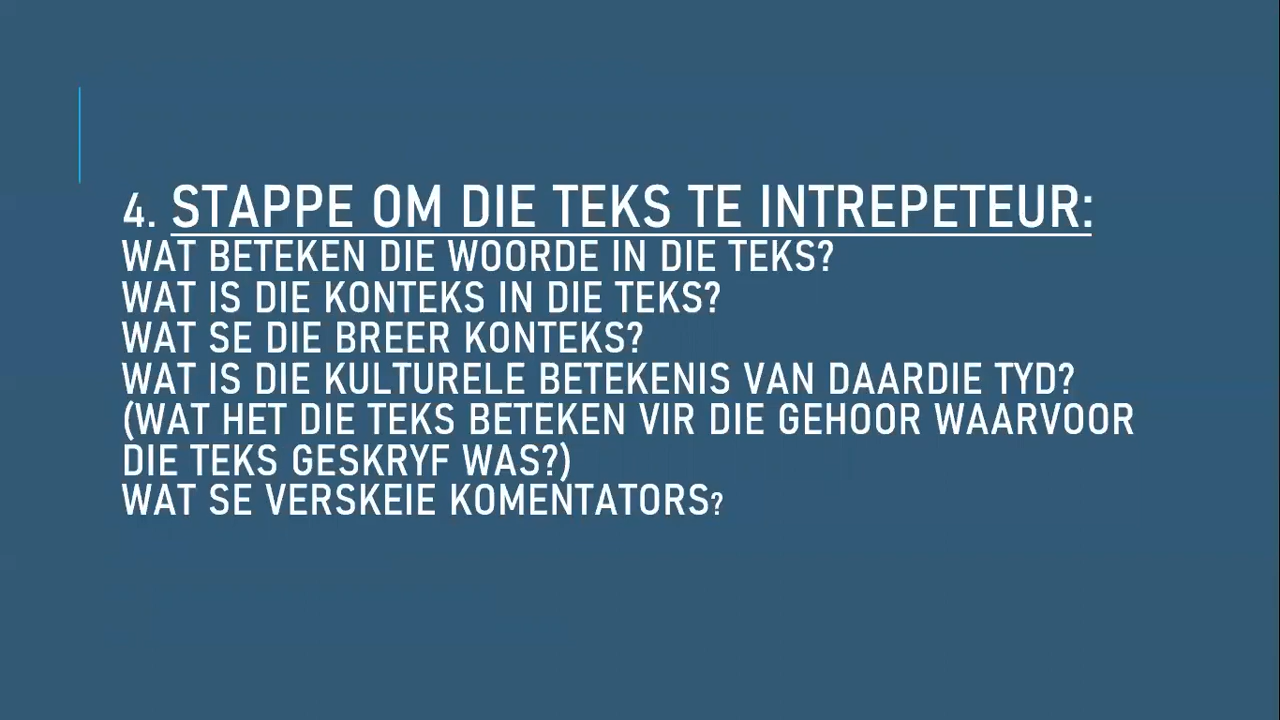 4. STAPPE OM DIE TEKS TE INTREPETEUR:
WAT BETEKEN DIE WOORDE IN DIE TEKS?
WAT IS DIE KONTEKS IN DIE TEKS?
WAT SE DIE BREER KONTEKS?
WAT IS DIE KULTURELE BETEKENIS VAN DAARDIE TYD?
(WAT HET DIE TEKS BETEKEN VIR DIE GEHOOR WAARVOOR
DIE TEKS GESKRYF WAS?)
WAT SE VERSKEIE KOMENTATORS?